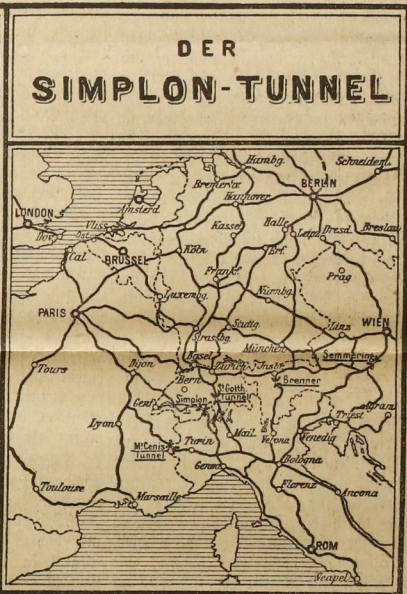 DER
SIMPLON-TUNNEL
Hambg.
Schneidem.
Bremerh.
Hannover
BERLIN
Amsterd.
LONDON
Dov.
Vliss.
Ost.
Cal.
BRÜSSEL
Köln
Kassel
Halle
Leipz.
Dresd.
Breslau
Erf.
Frankf.
Prag
Luxembg.
Nürnbg.
PARIS
Strassbg.
Stuttg.
Linz
WIEN
München
Semmering
Basel
Zürich
Jnsbr.
Tours
Dijon
Bern
St Gotth.
Tunnel
Brenner
Genf
Simplon
Agram
Triest
Lyon
Mail.
Verona
Venedig
Mt Cenis
Tunnel
Turin
Genua
Bologna
Toulouse
Marseille
Florenz
Ancona
ROM
Neapel